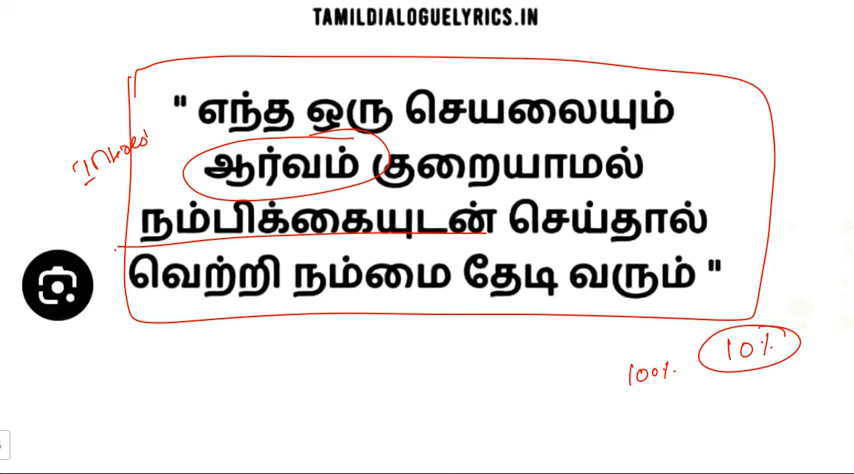 TAMILDIALOGUELYRICS.IN
" எந்த ஒரு செயலையும்
ஆர்வம் குறையாமல்
நம்பிக்கையுடன் செய்தால்
வெற்றி நம்மை தேடி வரும் "
100%
10%